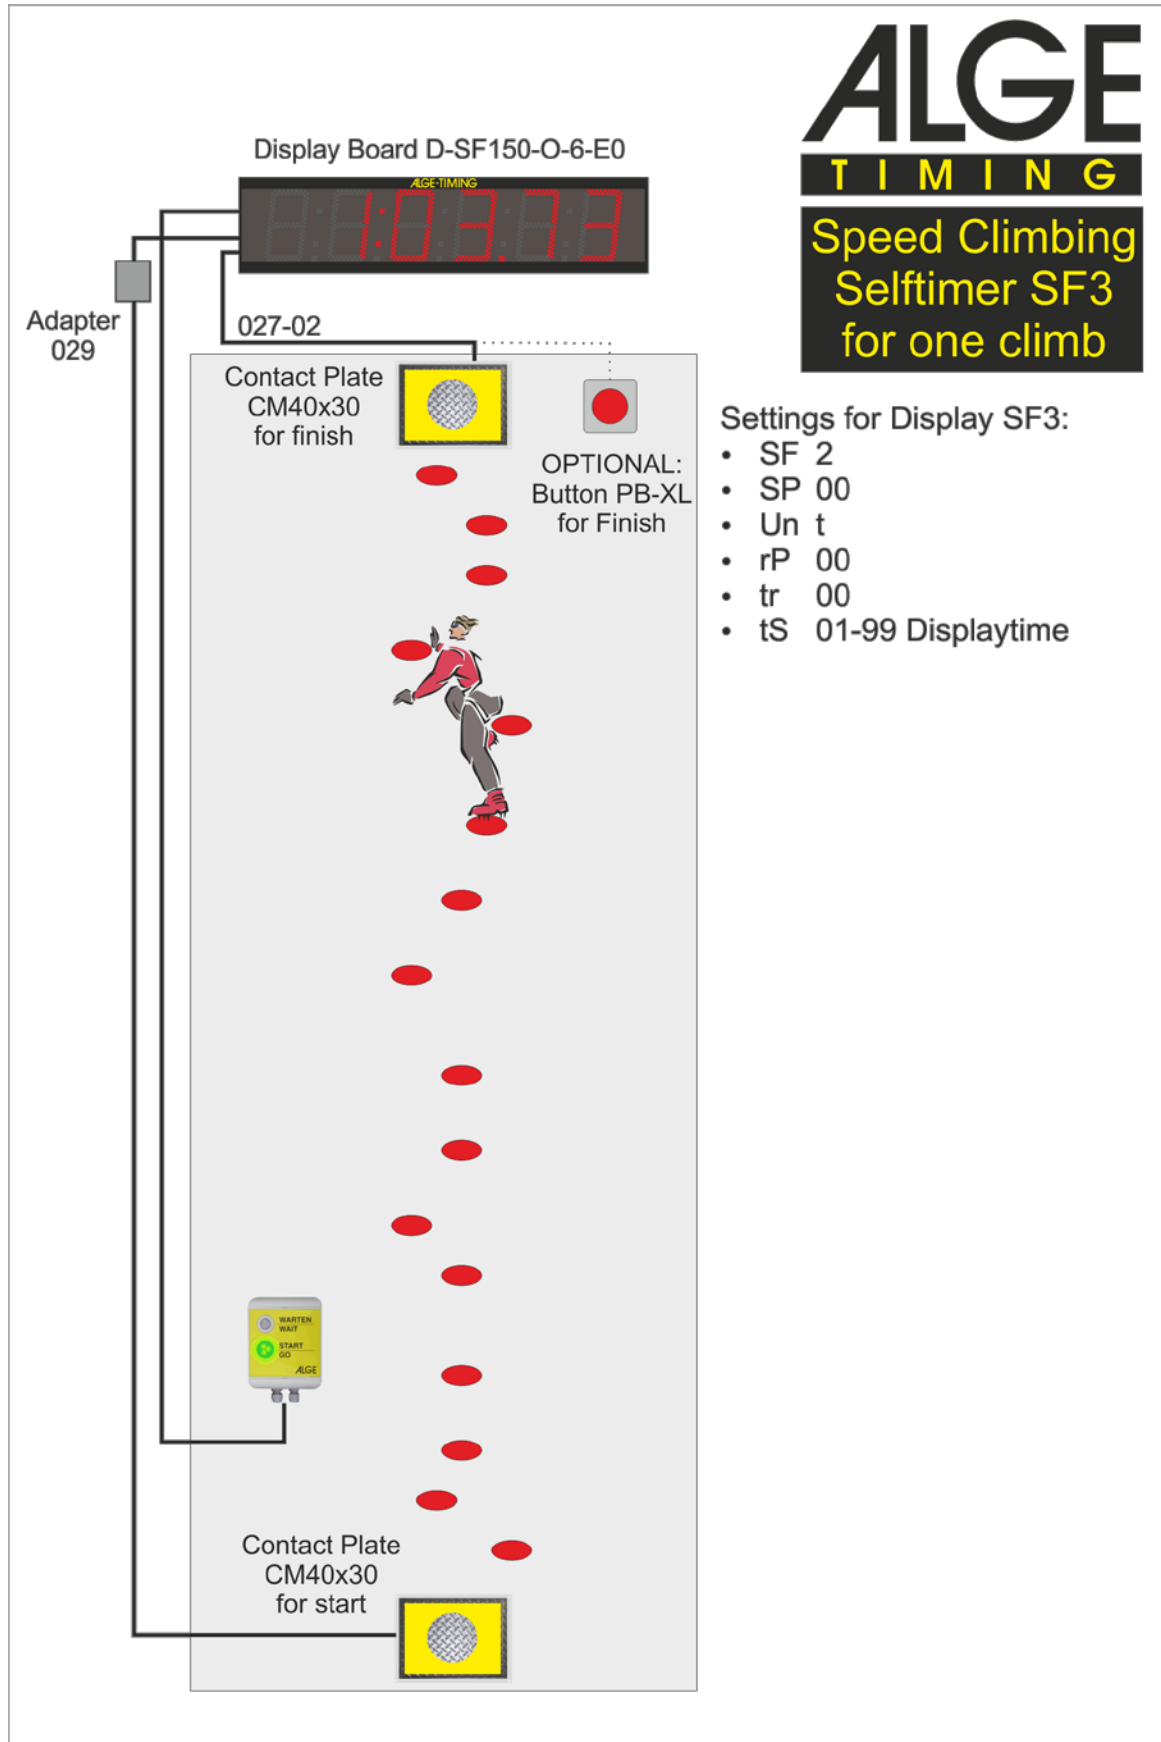 ALGE
TIMING
Speed Climbing
Selftimer SF3
for one climb
Display Board D-SF150-O-6-E0
ALGE-TIMING
1:03.73
Adapter
029
027-02
Contact Plate
CM40x30
for finish
OPTIONAL:
Button PB-XL
for Finish
Settings for Display SF3:
• SF 2
• SP 00
• Un t
• rP 00
• tr 00
• tS 01-99 Displaytime
WARTEN
WAIT
START
GO
ALGE
Contact Plate
CM40x30
for start